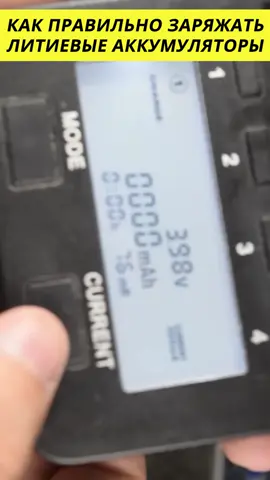 КАК ПРАВИЛЬНО ЗАРЯЖАТЬ
ЛИТИЕВЫЕ АККУМУЛЯТОРЫ
MODE
CURRENT
1
2
3
4
3.98V
0000mAh